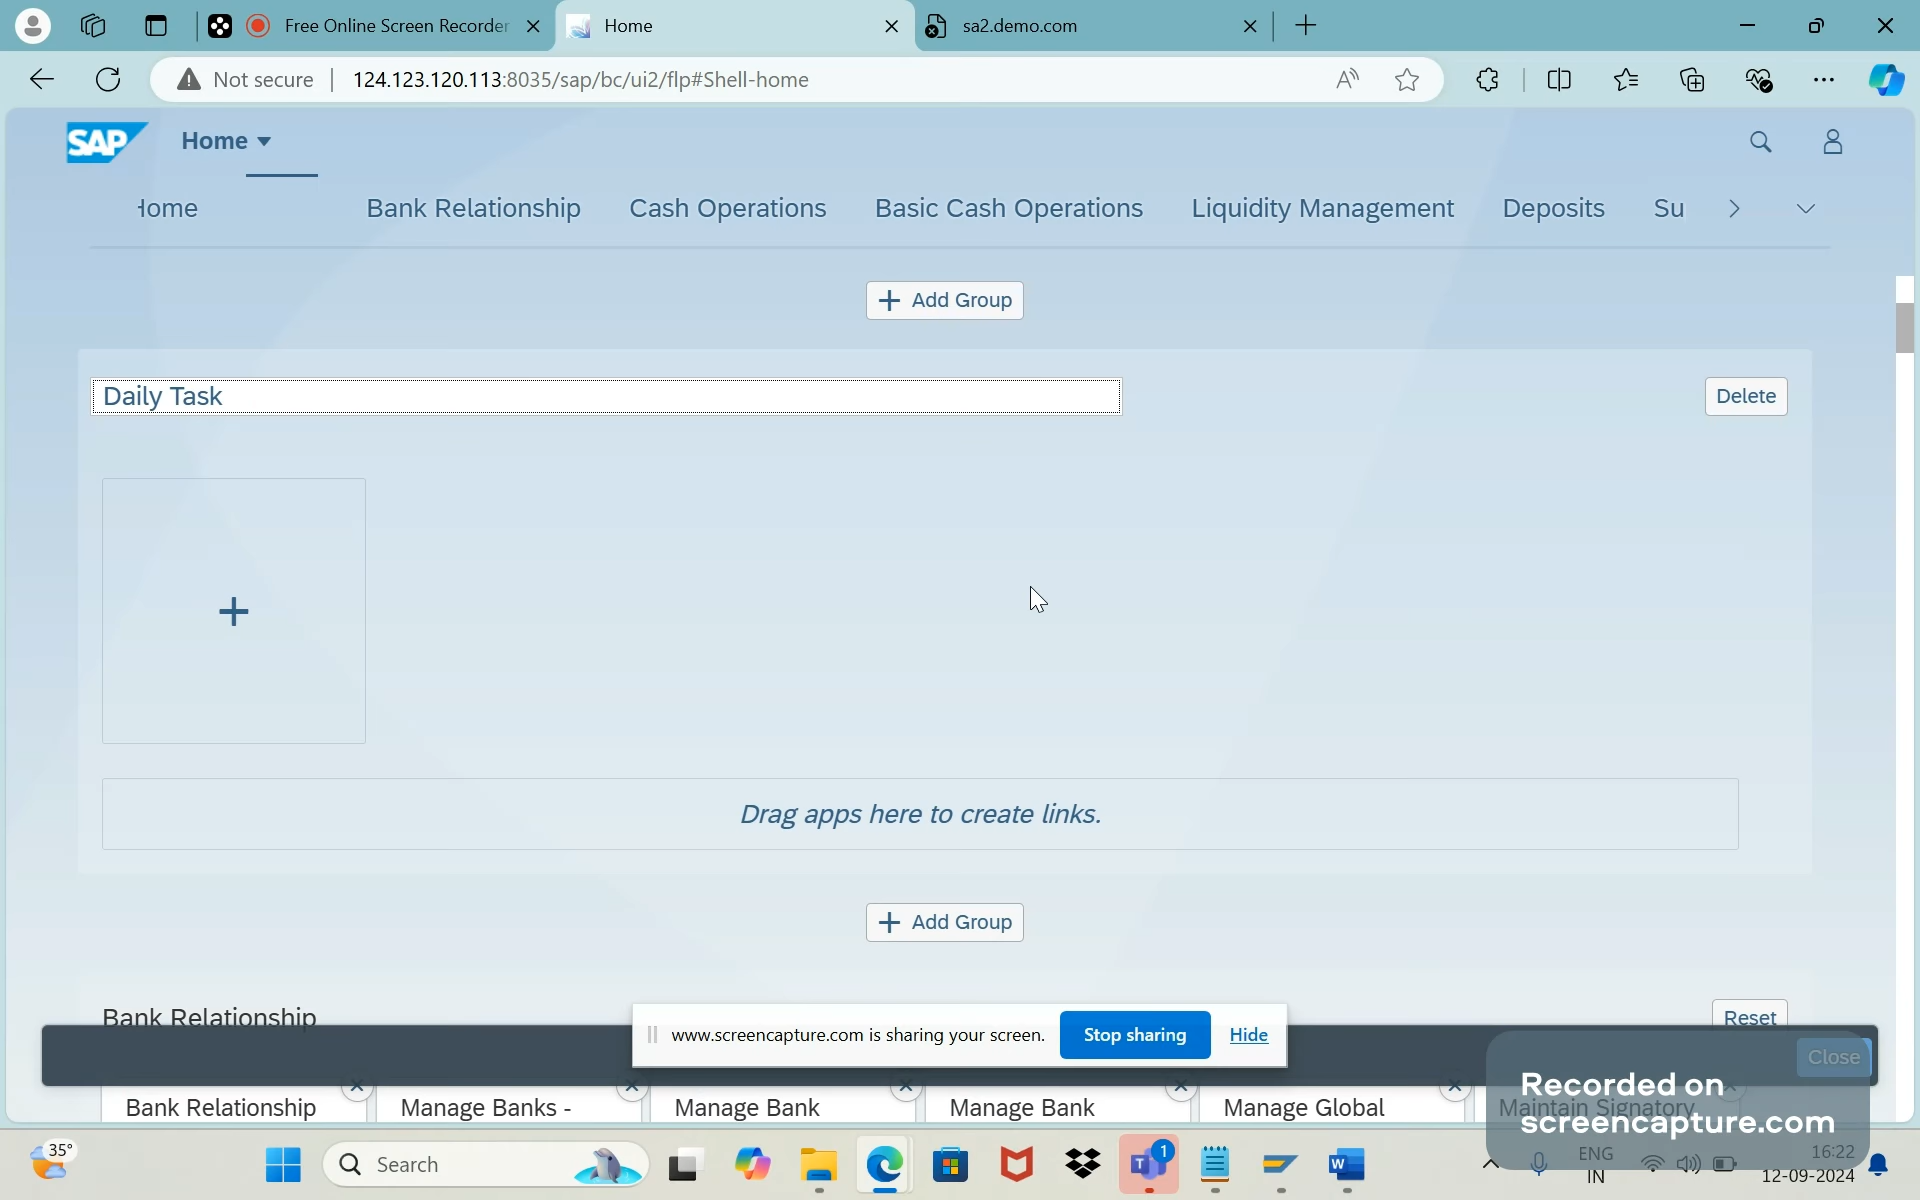 Free Online Screen Recorder
Home
sa2.demo.com
Not secure
124.123.120.113:8035/sap/bc/ui2/flp#Shell-home
SAP
Home
Home
Bank Relationship
Cash Operations
Basic Cash Operations
Liquidity Management
Deposits
Su
Add Group
Daily Task
Delete
Drag apps here to create links.
Add Group
Bank Relationship
Reset
www.screencapture.com is sharing your screen.
Stop sharing
Hide
Close
Bank Relationship
Manage Banks -
Manage Bank
Manage Bank
Manage Global
Maintain Signatory
Recorded on
screencapture.com
35°
Search
1
ENG
IN
16:22
12-09-2024